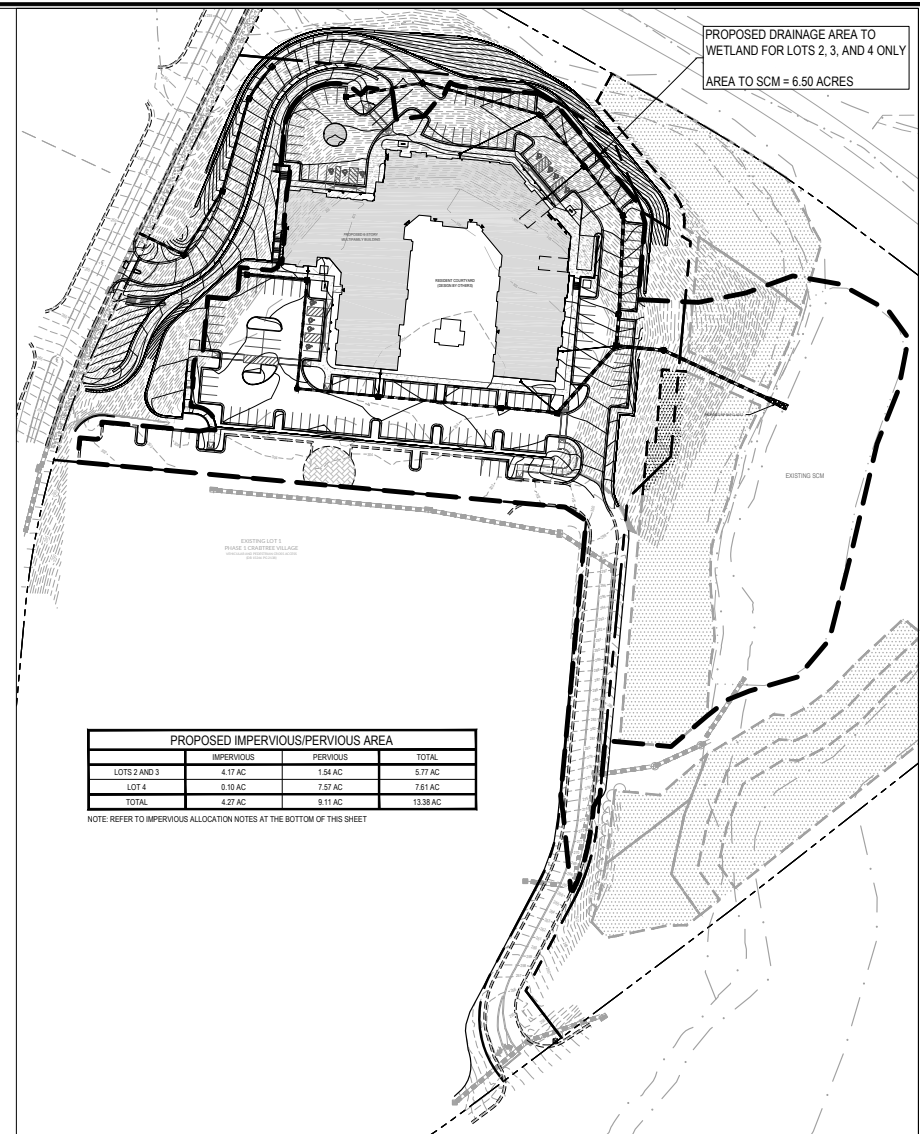 PROPOSED DRAINAGE AREA TO
WETLAND FOR LOTS 2, 3, AND 4 ONLY
AREA TO SCM = 6.50 ACRES
RESIDENT COURTYARD
(DESIGN BY OTHERS)
EXISTING SCM
EXISTING LOT 1
PHASE 1 CRABTREE VILLAGE
PROPOSED IMPERVIOUS/PERVIOUS AREA
IMPERVIOUS PERVIOUS TOTAL
LOTS 2 AND 3 4.17 AC 1.54 AC 5.77 AC
LOT 4 0.10 AC 7.57 AC 7.61 AC
TOTAL 4.27 AC 9.11 AC 13.38 AC
NOTE: REFER TO IMPERVIOUS ALLOCATION NOTES AT THE BOTTOM OF THIS SHEET